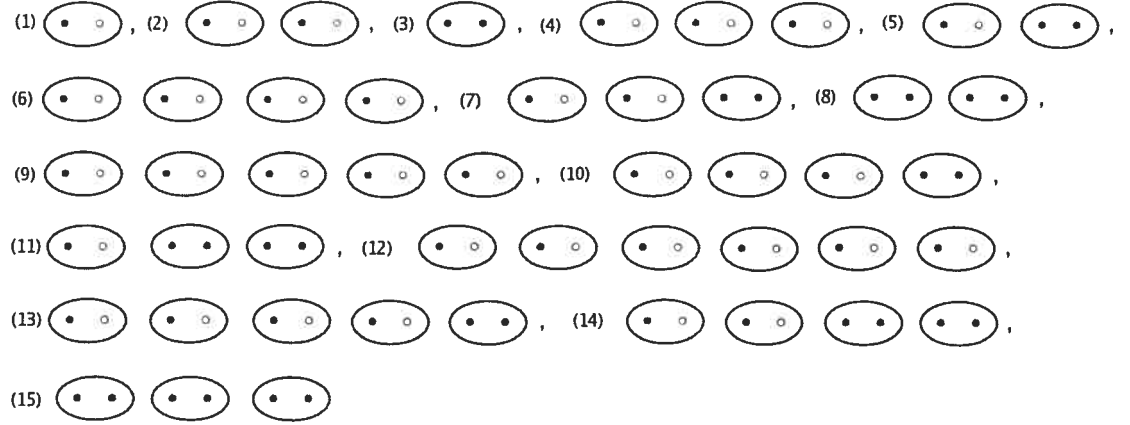 (1) , (2) , (3) , (4) , (5) ,
(6) , (7) , (8) ,
(9) , (10) ,
(11) , (12) ,
(13) , (14) ,
(15)